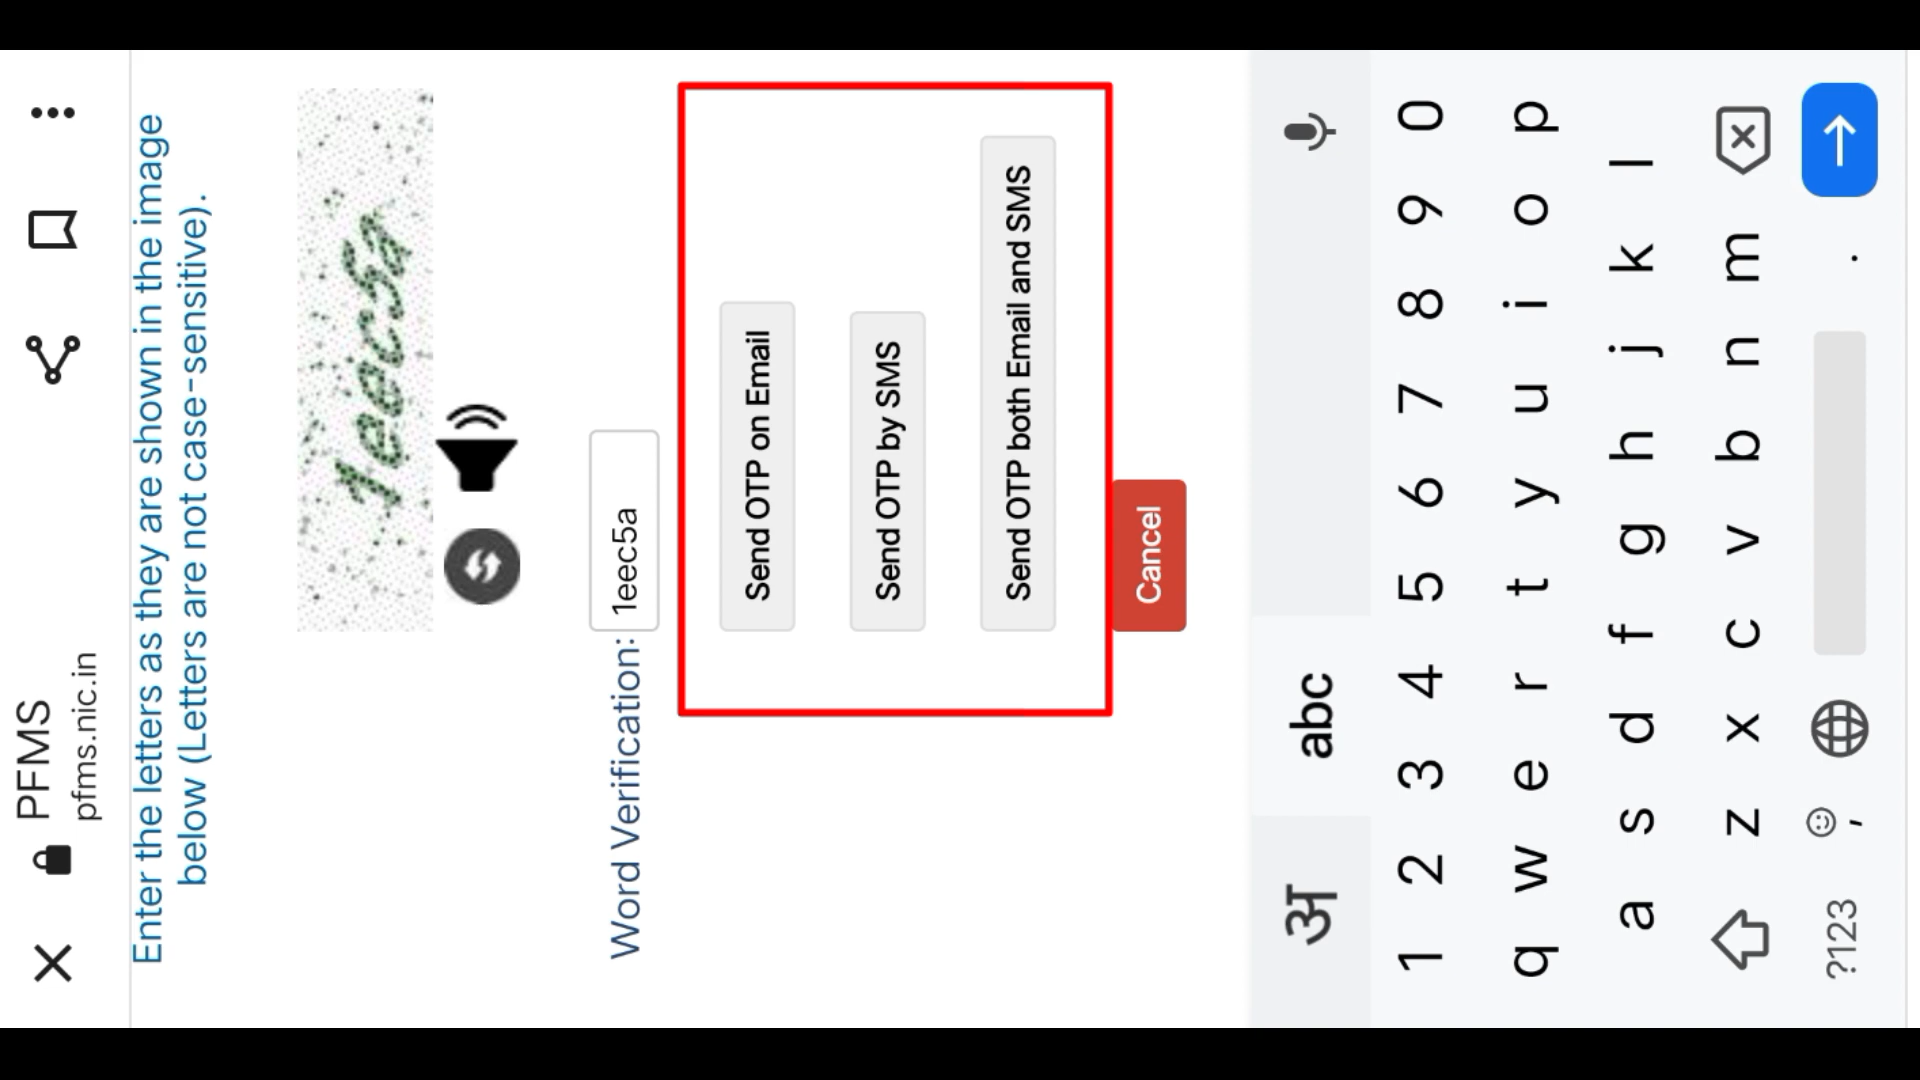 PFMS
pfms.nic.in
Enter the letters as they are shown in the image
below (Letters are not case-sensitive).
1eec5a
Word Verification: 1eec5a
Send OTP on Email
Send OTP by SMS
Send OTP both Email and SMS
Cancel
अ abc
1 2 3 4 5 6 7 8 9 0
q w e r t y u i o p
a s d f g h j k l
z x c v b n m
?123 , .